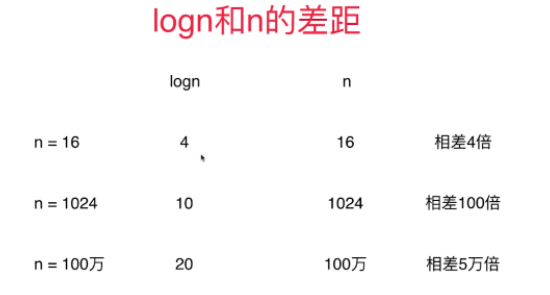 logn和n的差距
logn n
n = 16 4 16 相差4倍
n = 1024 10 1024 相差100倍
n = 100万 20 100万 相差5万倍